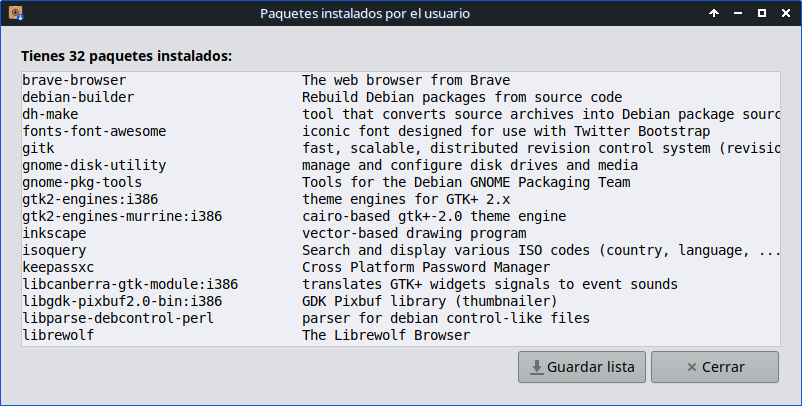 Paquetes instalados por el usuario
Tienes 32 paquetes instalados:
brave-browser The web browser from Brave
debian-builder Rebuild Debian packages from source code
dh-make tool that converts source archives into Debian package sourc
fonts-font-awesome iconic font designed for use with Twitter Bootstrap
gitk fast, scalable, distributed revision control system (revisio
gnome-disk-utility manage and configure disk drives and media
gnome-pkg-tools Tools for the Debian GNOME Packaging Team
gtk2-engines:i386 theme engines for GTK+ 2.x
gtk2-engines-murrine:i386 cairo-based gtk+-2.0 theme engine
inkscape vector-based drawing program
isoquery Search and display various ISO codes (country, language, ...
keepassxc Cross Platform Password Manager
libcanberra-gtk-module:i386 translates GTK+ widgets signals to event sounds
libgdk-pixbuf2.0-bin:i386 GDK Pixbuf library (thumbnailer)
libparse-debcontrol-perl parser for debian control-like files
librewolf The Librewolf Browser
Guardar lista Cerrar